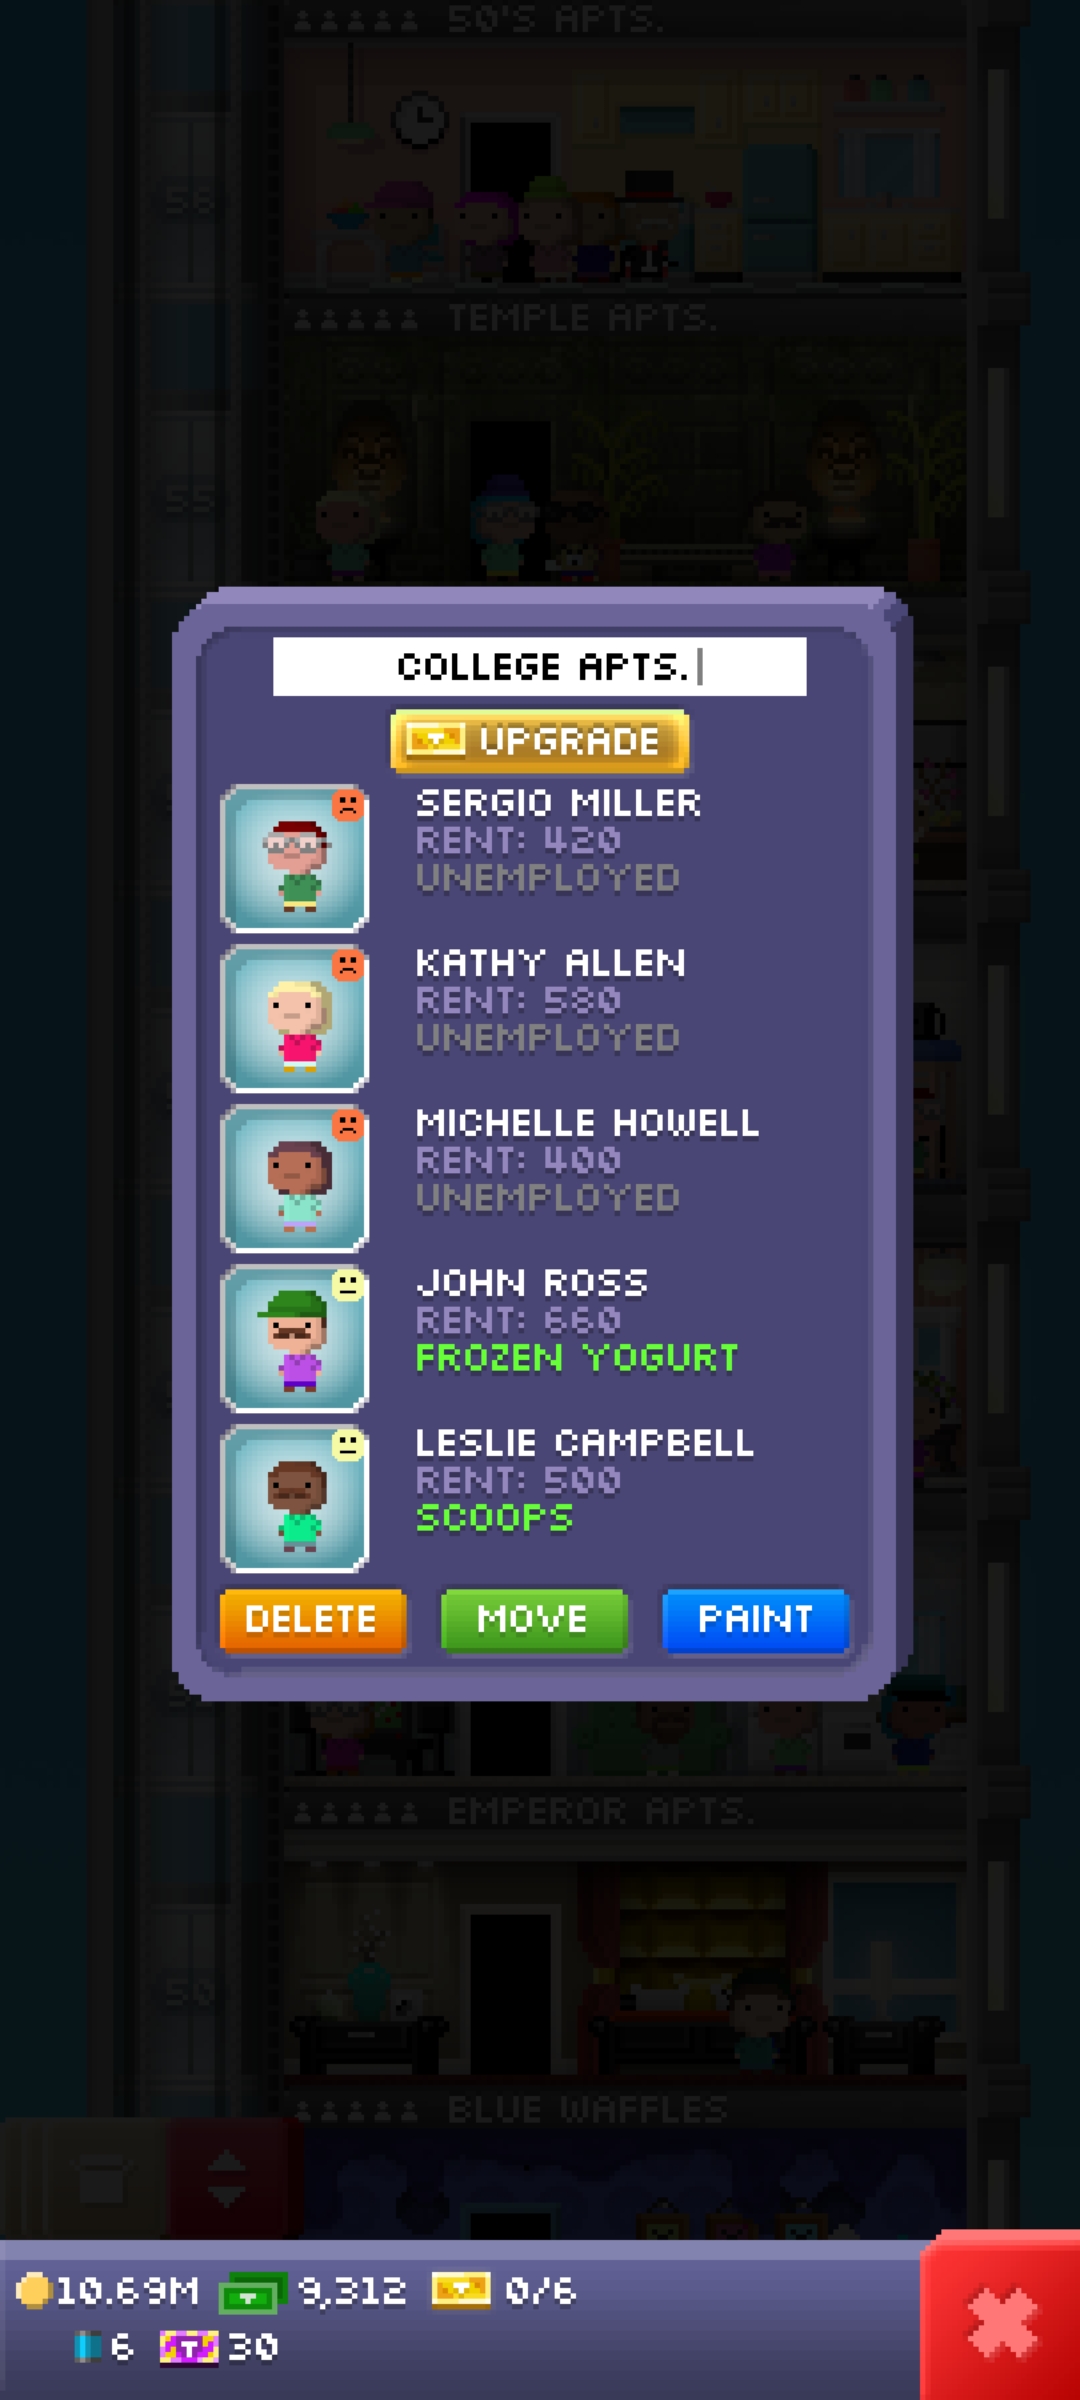 50'S APTS.
56
TEMPLE APTS.
55
COLLEGE APTS.
UPGRADE
SERGIO MILLER
RENT: 420
UNEMPLOYED
KATHY ALLEN
RENT: 580
UNEMPLOYED
MICHELLE HOWELL
RENT: 400
UNEMPLOYED
JOHN ROSS
RENT: 660
FROZEN YOGURT
LESLIE CAMPBELL
RENT: 500
SCOOPS
DELETE
MOVE
PAINT
EMPEROR APTS.
50
BLUE WAFFLES
10.69M
9,312
0/6
6
30